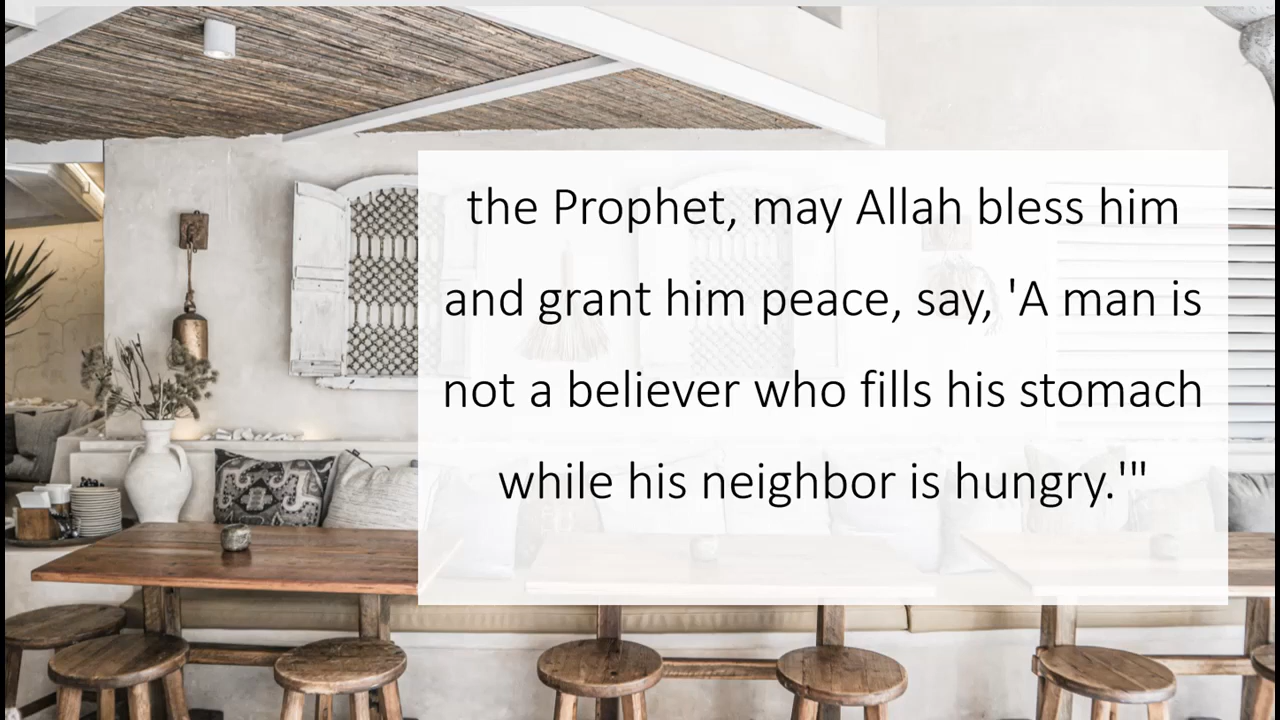 the Prophet, may Allah bless him
and grant him peace, say, 'A man is
not a believer who fills his stomach
while his neighbor is hungry.'"